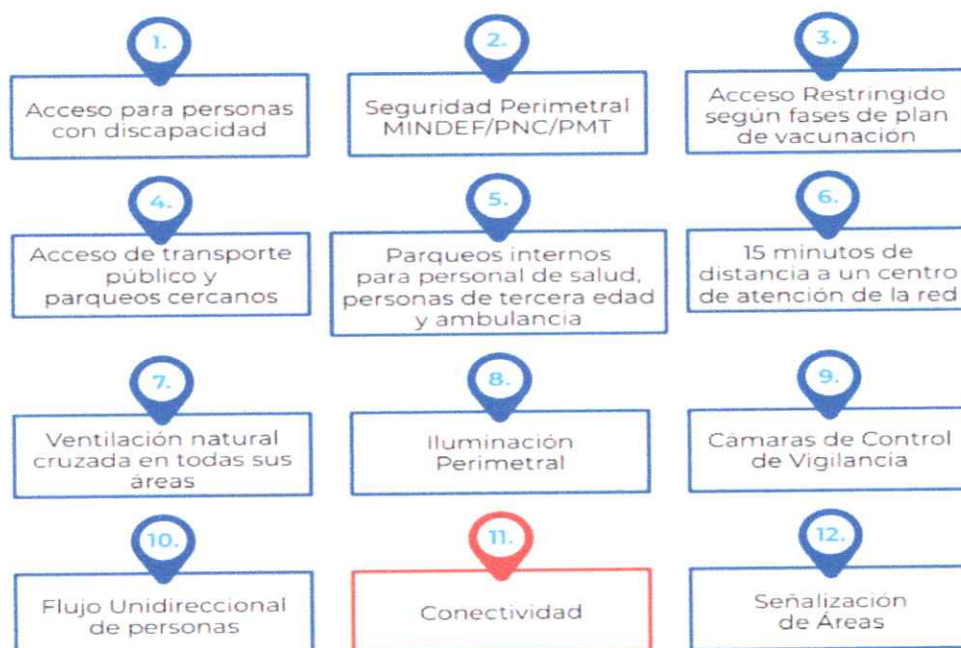 1.
Acceso para personas
con discapacidad
2.
Seguridad Perimetral
MINDEF/PNC/PMT
3.
Acceso Restringido
según fases de plan
de vacunación
4.
Acceso de transporte
público y
parqueos cercanos
5.
Parqueos internos
para personal de salud,
personas de tercera edad
y ambulancia
6.
15 minutos de
distancia a un centro
de atención de la red
7.
Ventilación natural
cruzada en todas sus
áreas
8.
Iluminación
Perimetral
9.
Cámaras de Control
de Vigilancia
10.
Flujo Unidireccional
de personas
11.
Conectividad
12.
Señalización
de Áreas